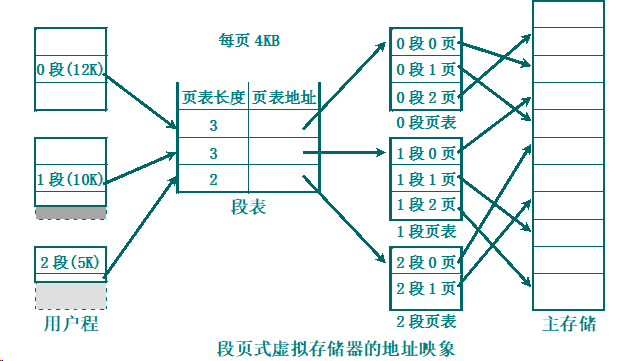 每页4KB
0段(12K)
1段(10K)
2段(5K)
用户程
页表长度 页表地址
3
3
2
段表
0段0页
0段1页
0段2页
0段页表
1段0页
1段1页
1段2页
1段页表
2段0页
2段1页
2段页表
主存储
段页式虚拟存储器的地址映象